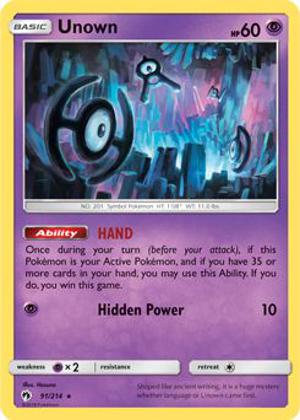 BASIC Unown HP60
NO. 201 Symbol Pokémon HT: 1'08" WT: 11.0 lbs.
Ability HAND
Once during your turn (before your attack), if this
Pokémon is your Active Pokémon, and if you have 35 or
more cards in your hand, you may use this Ability. If you
do, you win this game.
Hidden Power 10
weakness ×2 resistance retreat
Illus. Hasuno
91/214 ★
©2019 Pokémon
Shaped like ancient writing, it is a huge mystery
whether language or Unown came first.